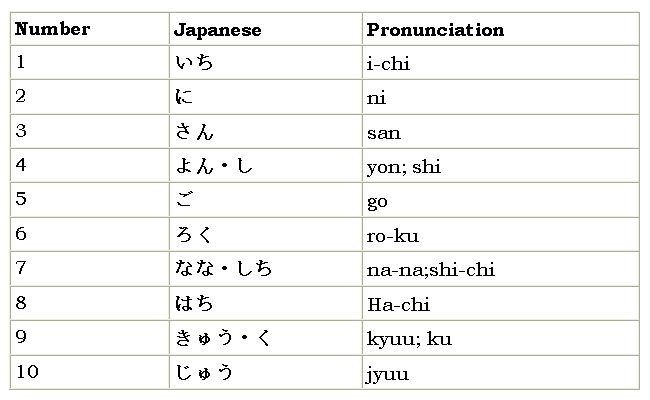 Number Japanese Pronunciation
1 いち i-chi
2 に ni
3 さん san
4 よん・し yon; shi
5 ご go
6 ろく ro-ku
7 なな・しち na-na;shi-chi
8 はち Ha-chi
9 きゅう・く kyuu; ku
10 じゅう jyuu